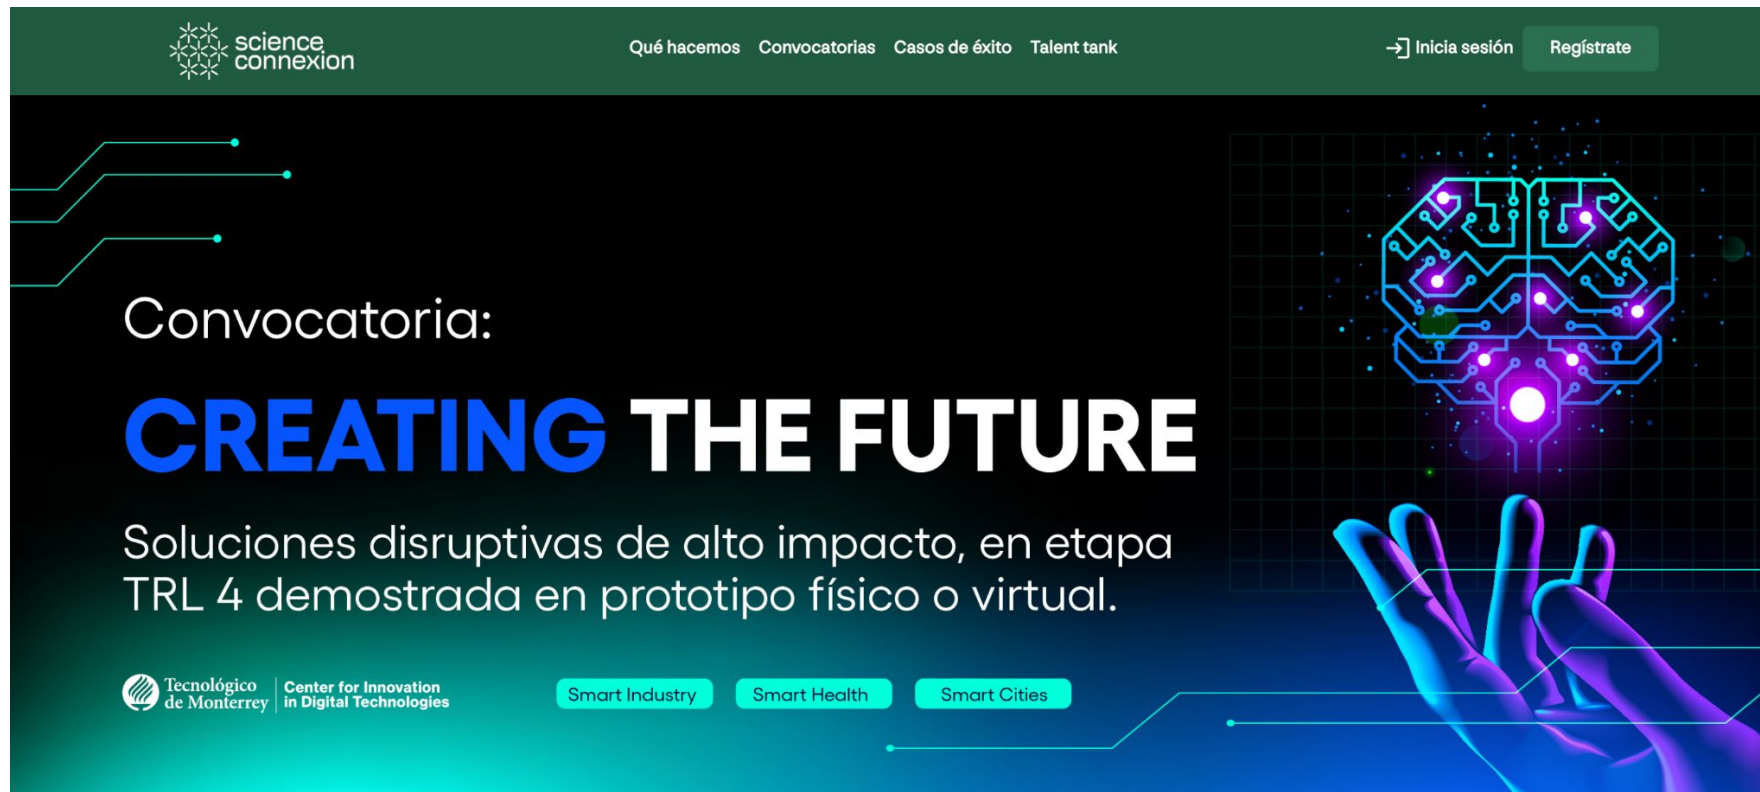 science
connexion
Qué hacemos Convocatorias Casos de éxito Talent tank
Inicia sesión Regístrate
Convocatoria:
CREATING THE FUTURE
Soluciones disruptivas de alto impacto, en etapa
TRL 4 demostrada en prototipo físico o virtual.
Tecnológico
de Monterrey
Center for Innovation
in Digital Technologies
Smart Industry Smart Health Smart Cities